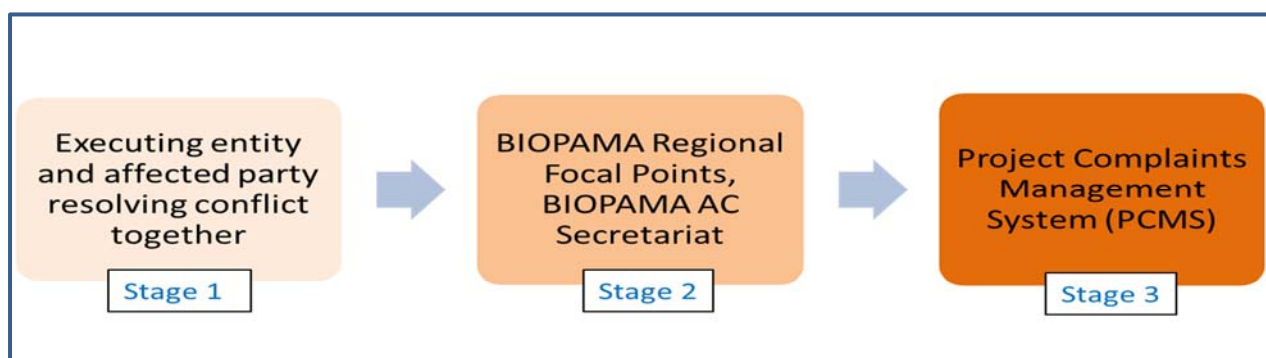 Executing entity
and affected party
resolving conflict
together
Stage 1
BIOPAMA Regional
Focal Points,
BIOPAMA AC
Secretariat
Stage 2
Project Complaints
Management
System (PCMS)
Stage 3